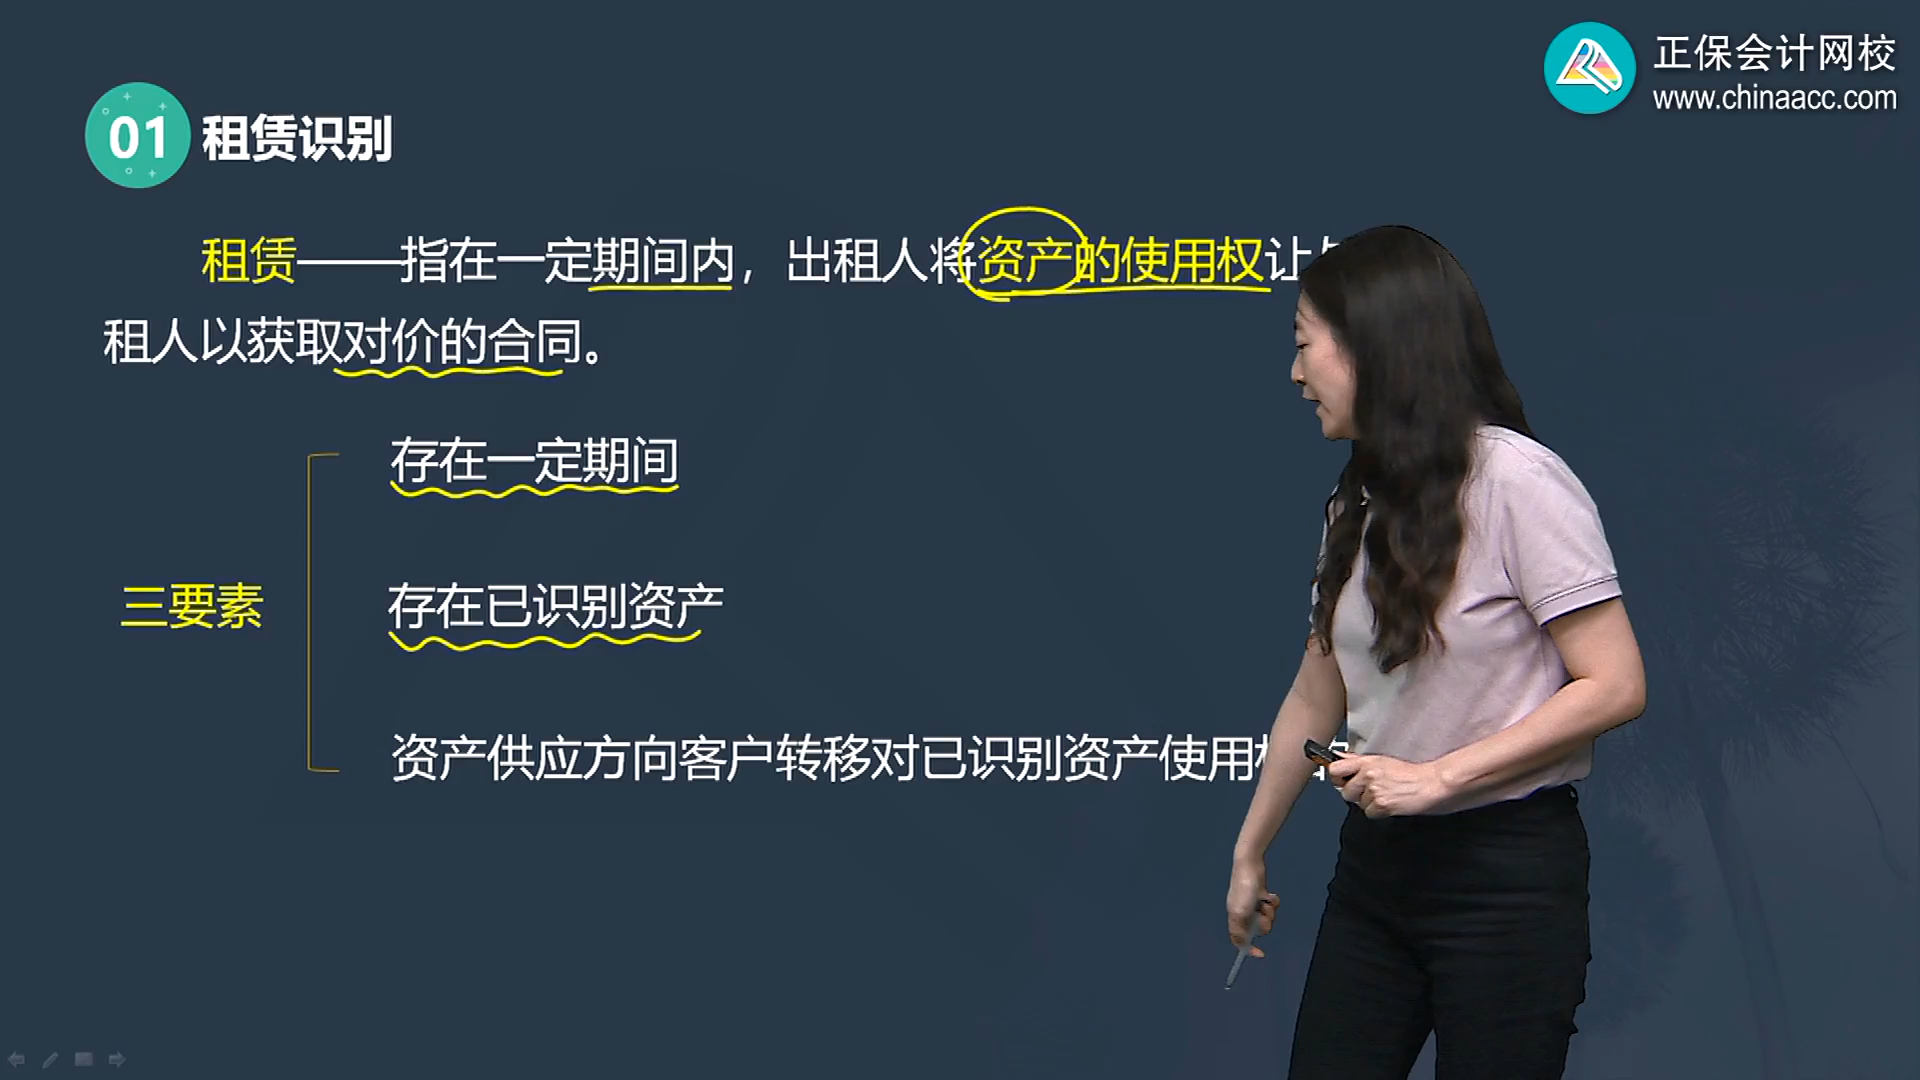 正保会计网校
www.chinaacc.com
01 租赁识别
租赁——指在一定期间内，出租人将资产的使用权让
租人以获取对价的合同。
存在一定期间
三要素
存在已识别资产
资产供应方向客户转移对已识别资产使用